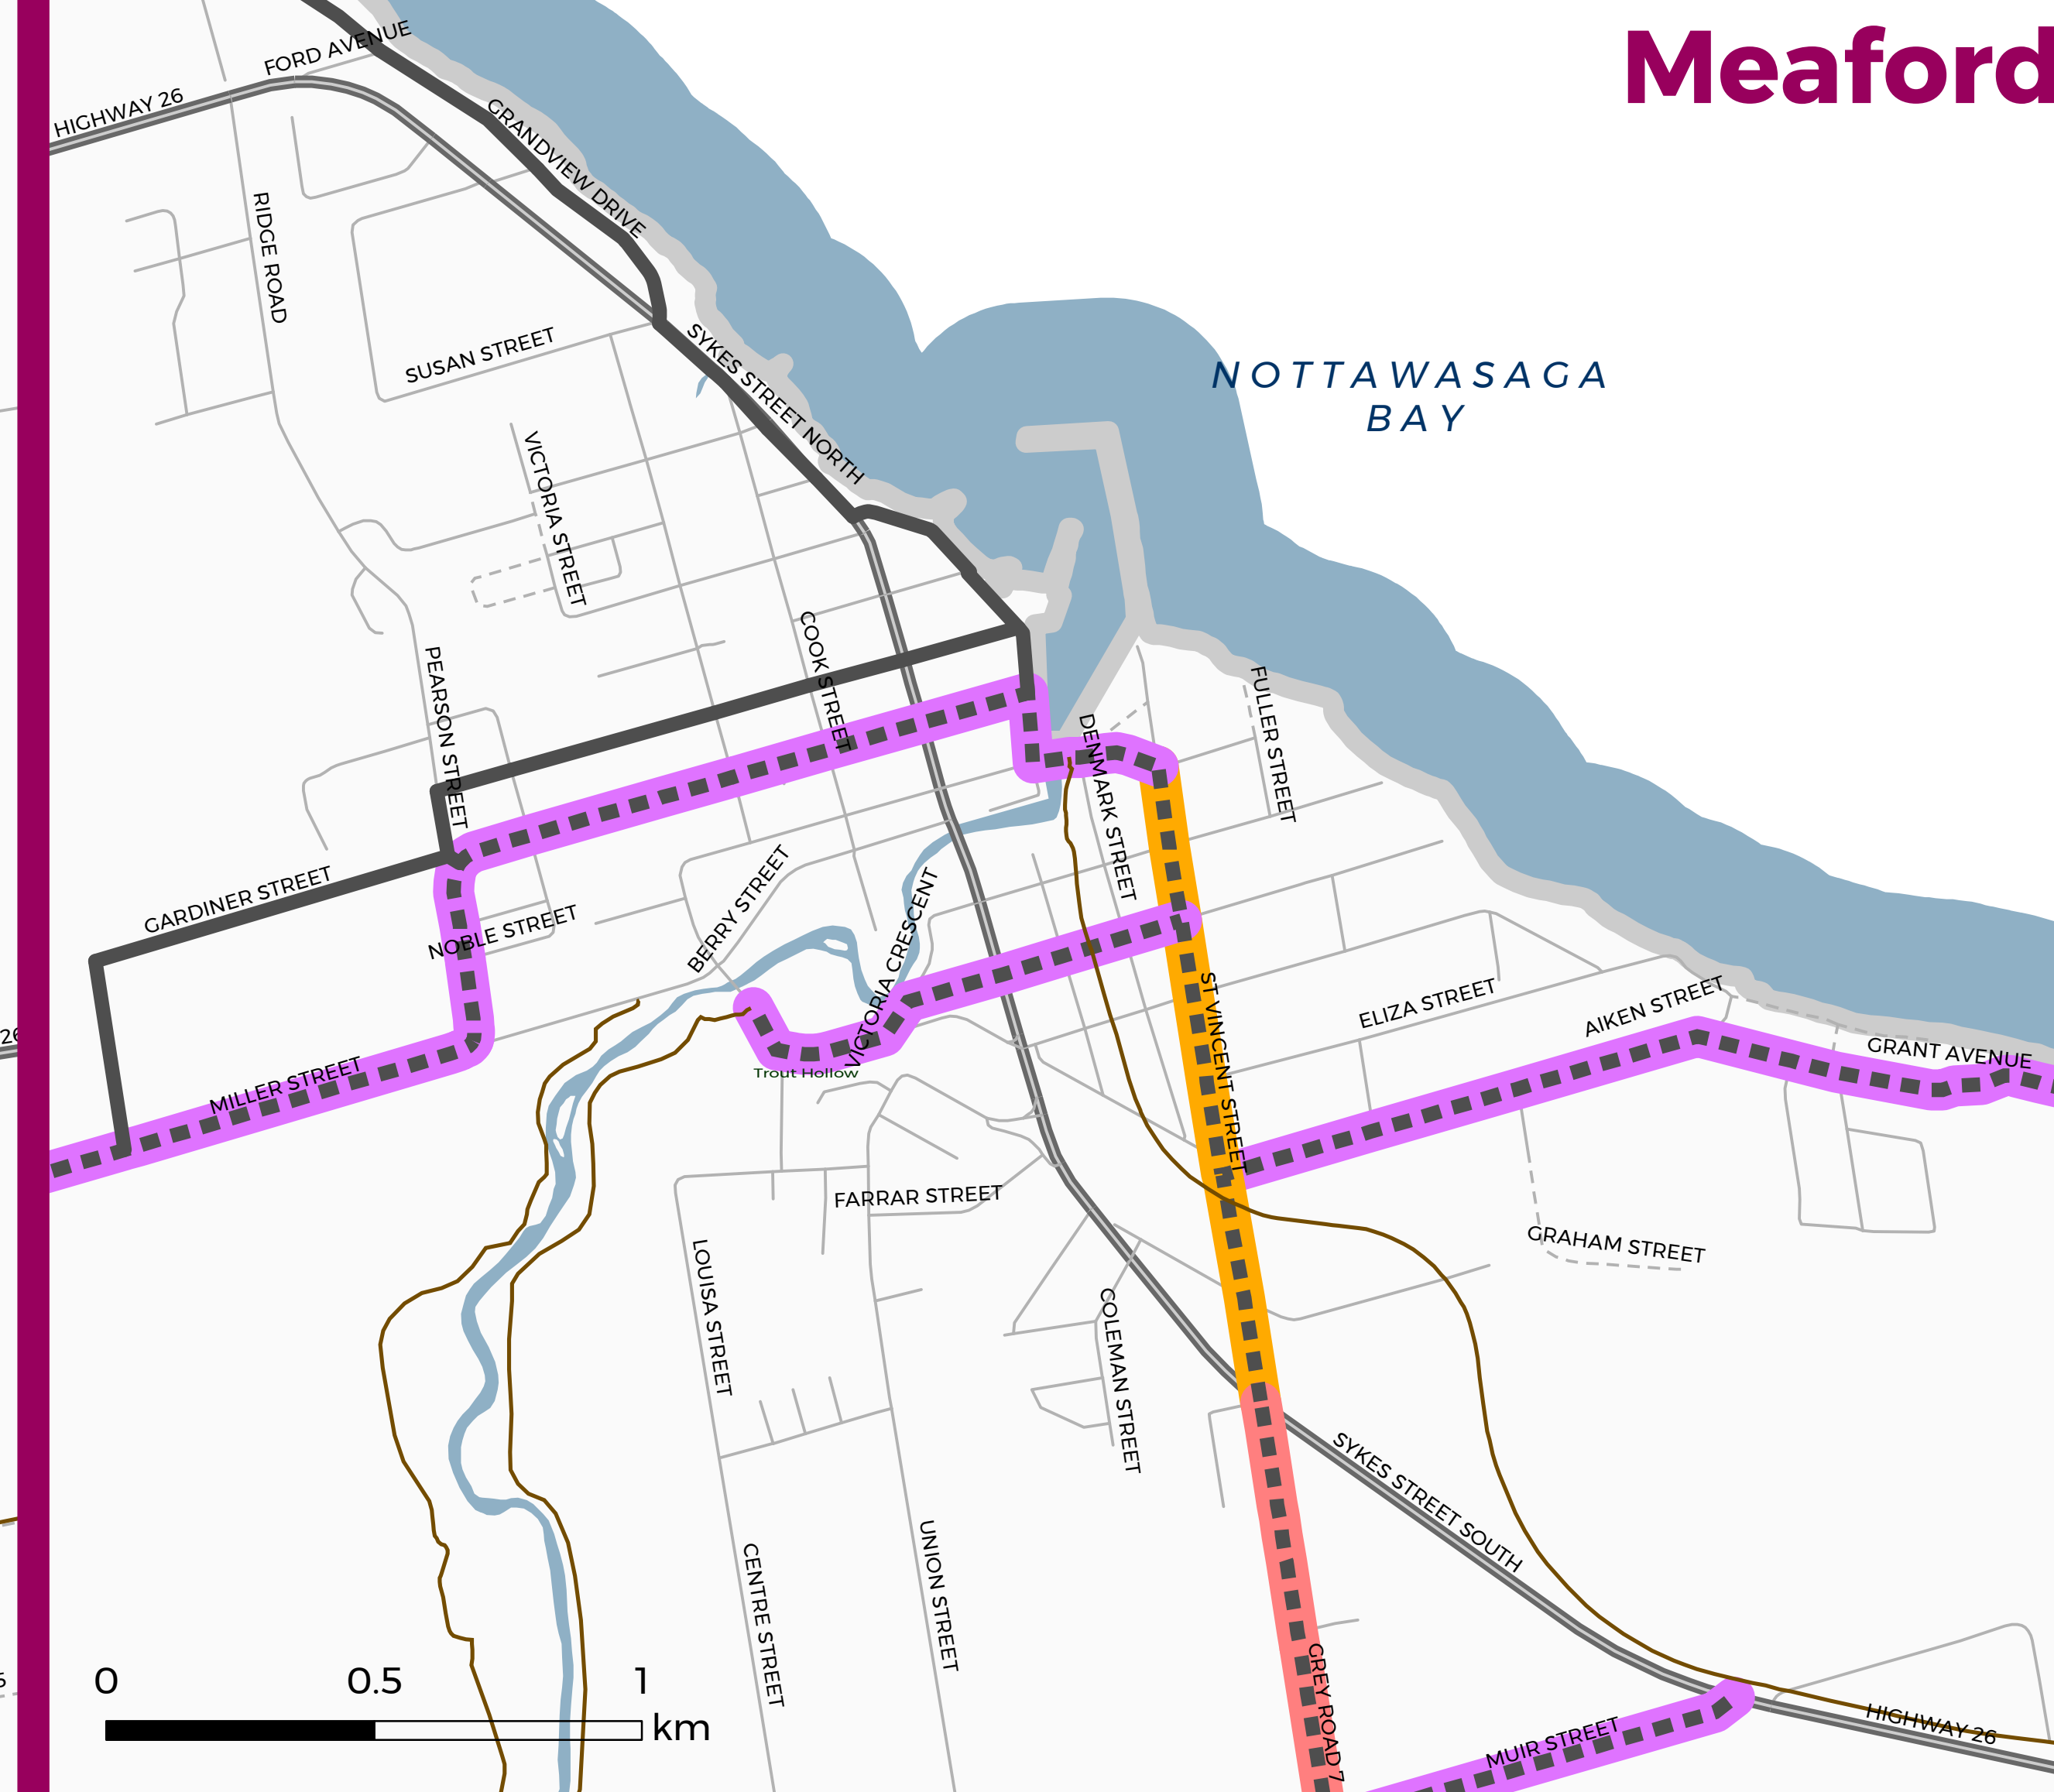 Meaford
FORD AVENUE
HIGHWAY 26
GRANDVIEW DRIVE
RIDGE ROAD
SUSAN STREET
SYKES STREET NORTH
NOTTAWASAGA
BAY
VICTORIA STREET
COOK STREET
PEARSON STREET
FULLER STREET
DENMARK STREET
GARDINER STREET
NOBLE STREET
BERRY STREET
VICTORIA CRESCENT
ST VINCENT STREET
ELIZA STREET
AIKEN STREET
GRANT AVENUE
26
MILLER STREET
Trout Hollow
FARRAR STREET
GRAHAM STREET
LOUISA STREET
COLEMAN STREET
SYKES STREET SOUTH
CENTRE STREET
UNION STREET
GREY ROAD 7
MUIR STREET
HIGHWAY 26
0 0.5 1
km